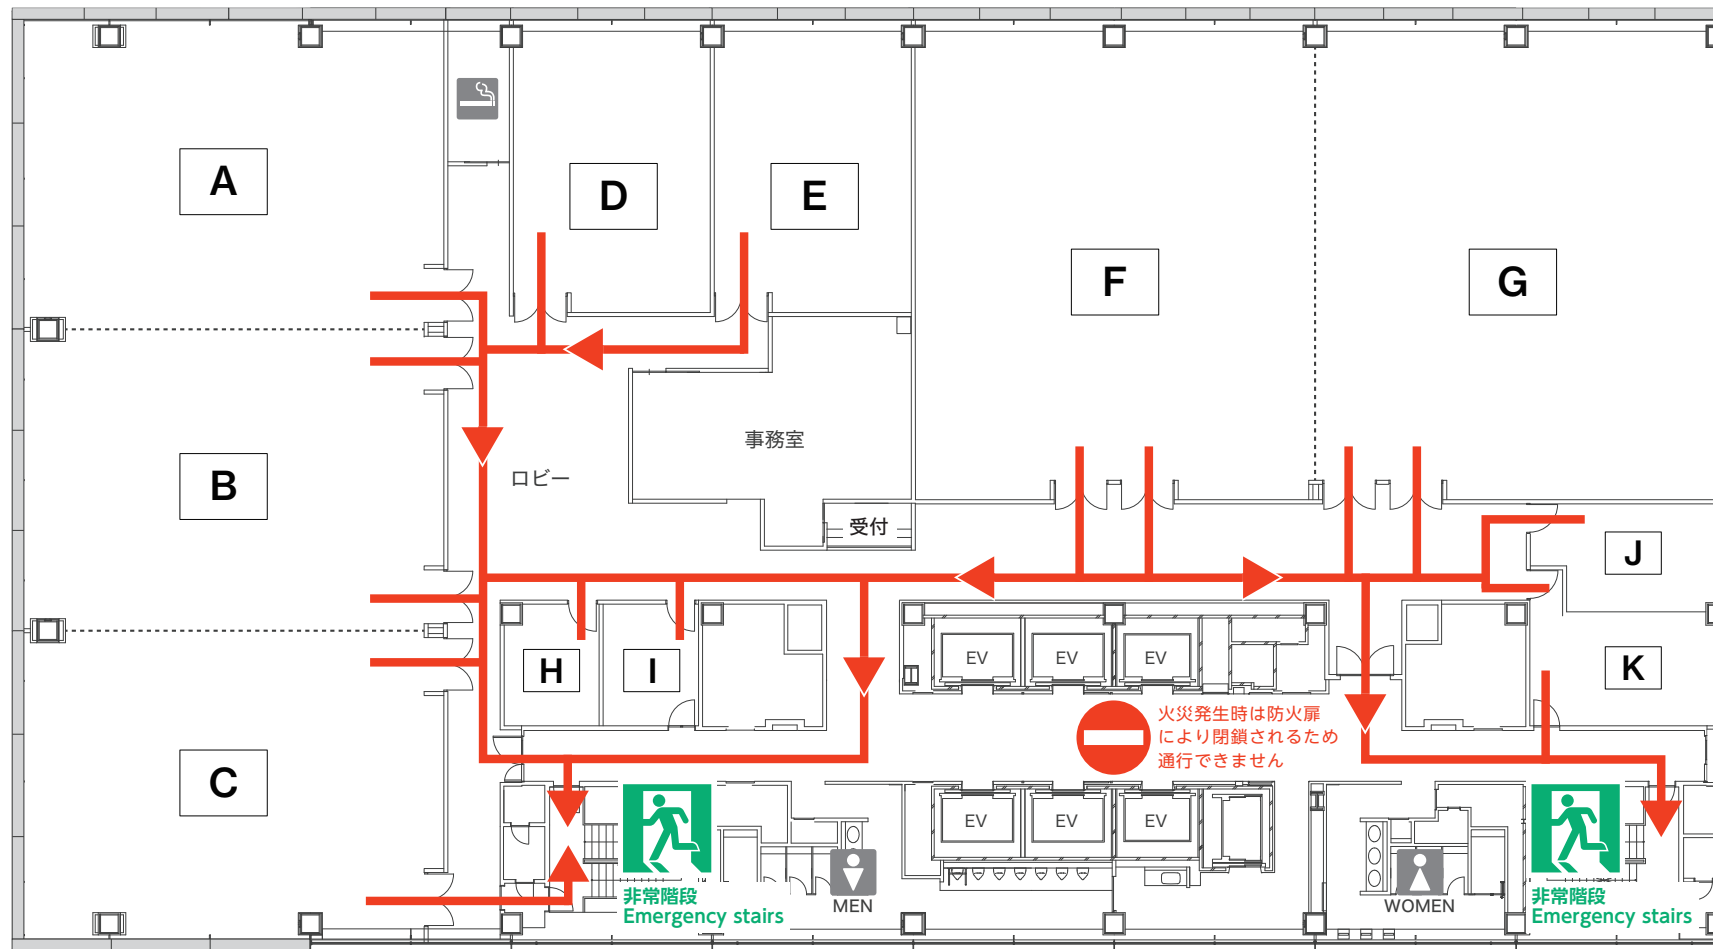 A
D
E
F
G
B
事務室
ロビー
受付
J
H
I
EV
EV
EV
K
火災発生時は防火扉
により閉鎖されるため
通行できません
C
EV
EV
EV
非常階段
Emergency stairs
MEN
WOMEN
非常階段
Emergency stairs